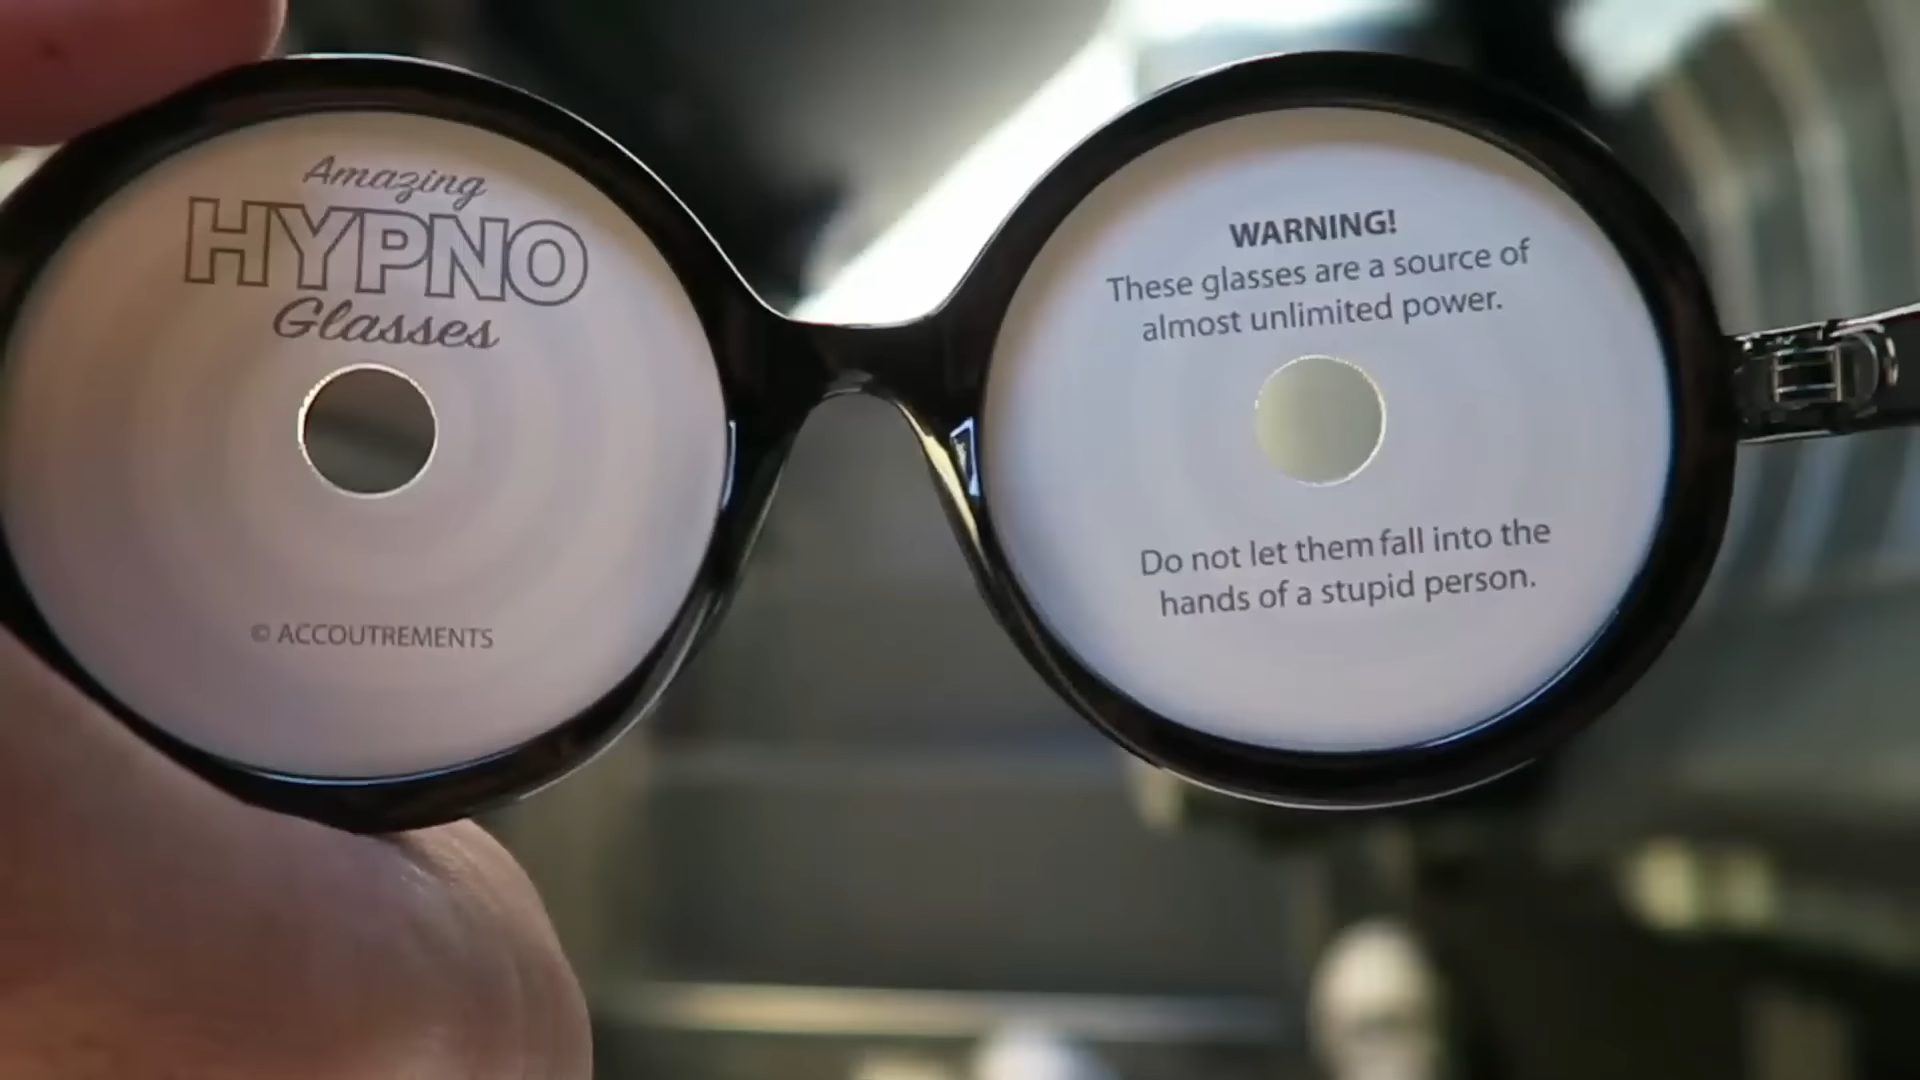 Amazing
HYPNO
Glasses
© ACCOUTREMENTS
WARNING!
These glasses are a source of
almost unlimited power.
Do not let them fall into the
hands of a stupid person.